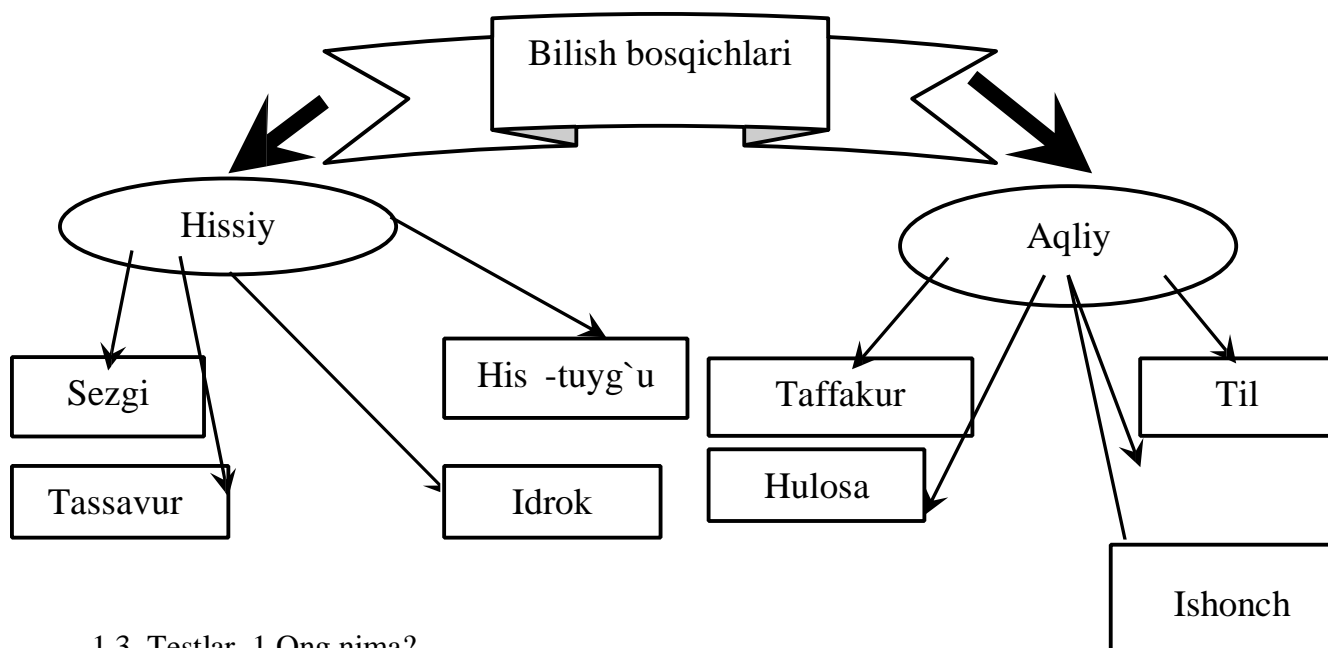 Bilish bosqichlari
Hissiy
Aqliy
Sezgi
His -tuyg`u
Taffakur
Til
Tassavur
Idrok
Hulosa
Ishonch
1.3. Testlar. 1.Ong nima?